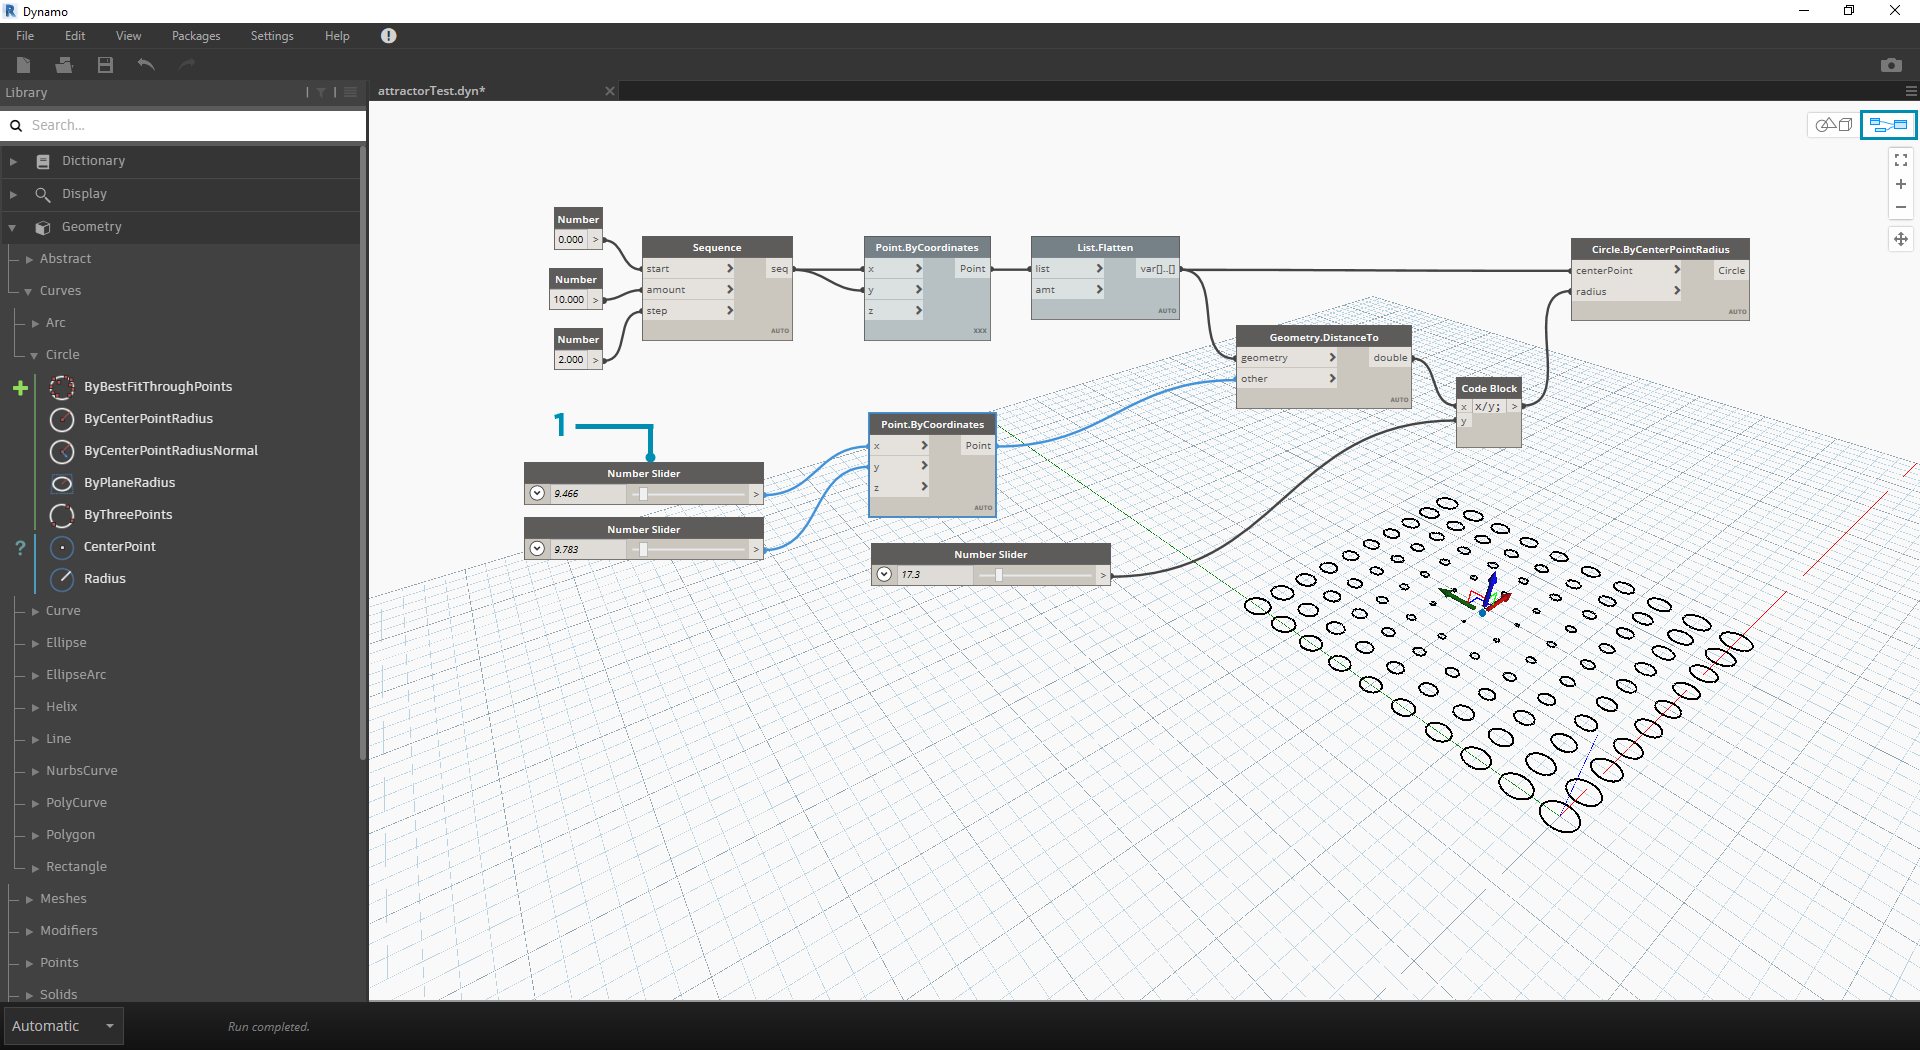 Dynamo
File Edit View Packages Settings Help
Library
attractorTest.dyn*
Search...
Dictionary
Display
Geometry
Abstract
Curves
Arc
Circle
ByBestFitThroughPoints
ByCenterPointRadius
ByCenterPointRadiusNormal
ByPlaneRadius
ByThreePoints
? CenterPoint
Radius
Curve
Ellipse
EllipseArc
Helix
Line
NurbsCurve
PolyCurve
Polygon
Rectangle
Meshes
Modifiers
Points
Solids
Automatic
Run completed.
Number
0.000 >
Number
10.000 >
Number
2.000 >
Sequence
start > seq
amount >
step >
AUTO
Point.ByCoordinates
x > Point
y >
z >
XXX
List.Flatten
list > var[]..[]
amt >
AUTO
Circle.ByCenterPointRadius
centerPoint > Circle
radius >
AUTO
Geometry.DistanceTo
geometry > double
other >
AUTO
Code Block
x x/y; >
y
1
Number Slider
9.466 >
Number Slider
9.783 >
Point.ByCoordinates
x > Point
y >
z >
AUTO
Number Slider
17.3 >